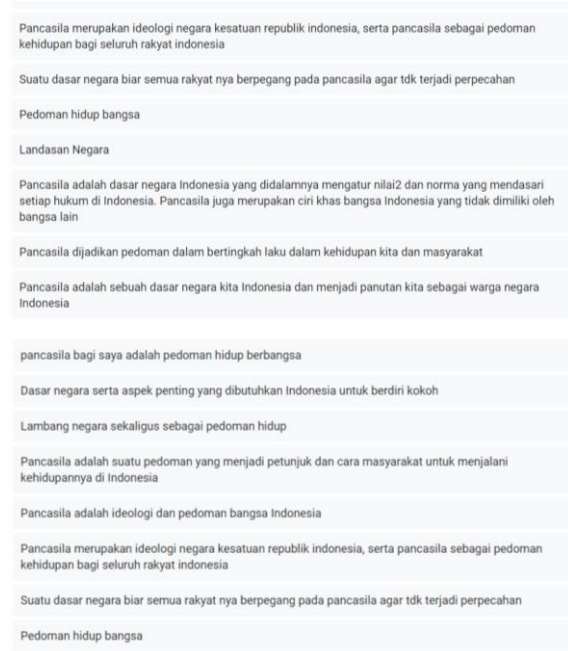 Pancasila merupakan ideologi negara kesatuan republik indonesia, serta pancasila sebagai pedoman
kehidupan bagi seluruh rakyat indonesia
Suatu dasar negara biar semua rakyat nya berpegang pada pancasila agar tdk terjadi perpecahan
Pedoman hidup bangsa
Landasan Negara
Pancasila adalah dasar negara Indonesia yang didalamnya mengatur nilai2 dan norma yang mendasari
setiap hukum di Indonesia. Pancasila juga merupakan ciri khas bangsa Indonesia yang tidak dimiliki oleh
bangsa lain
Pancasila dijadikan pedoman dalam bertingkah laku dalam kehidupan kita dan masyarakat
Pancasila adalah sebuah dasar negara kita Indonesia dan menjadi panutan kita sebagai warga negara
Indonesia
pancasila bagi saya adalah pedoman hidup berbangsa
Dasar negara serta aspek penting yang dibutuhkan Indonesia untuk berdiri kokoh
Lambang negara sekaligus sebagai pedoman hidup
Pancasila adalah suatu pedoman yang menjadi petunjuk dan cara masyarakat untuk menjalani
kehidupannya di Indonesia
Pancasila adalah ideologi dan pedoman bangsa Indonesia
Pancasila merupakan ideologi negara kesatuan republik indonesia, serta pancasila sebagai pedoman
kehidupan bagi seluruh rakyat indonesia
Suatu dasar negara biar semua rakyat nya berpegang pada pancasila agar tdk terjadi perpecahan
Pedoman hidup bangsa